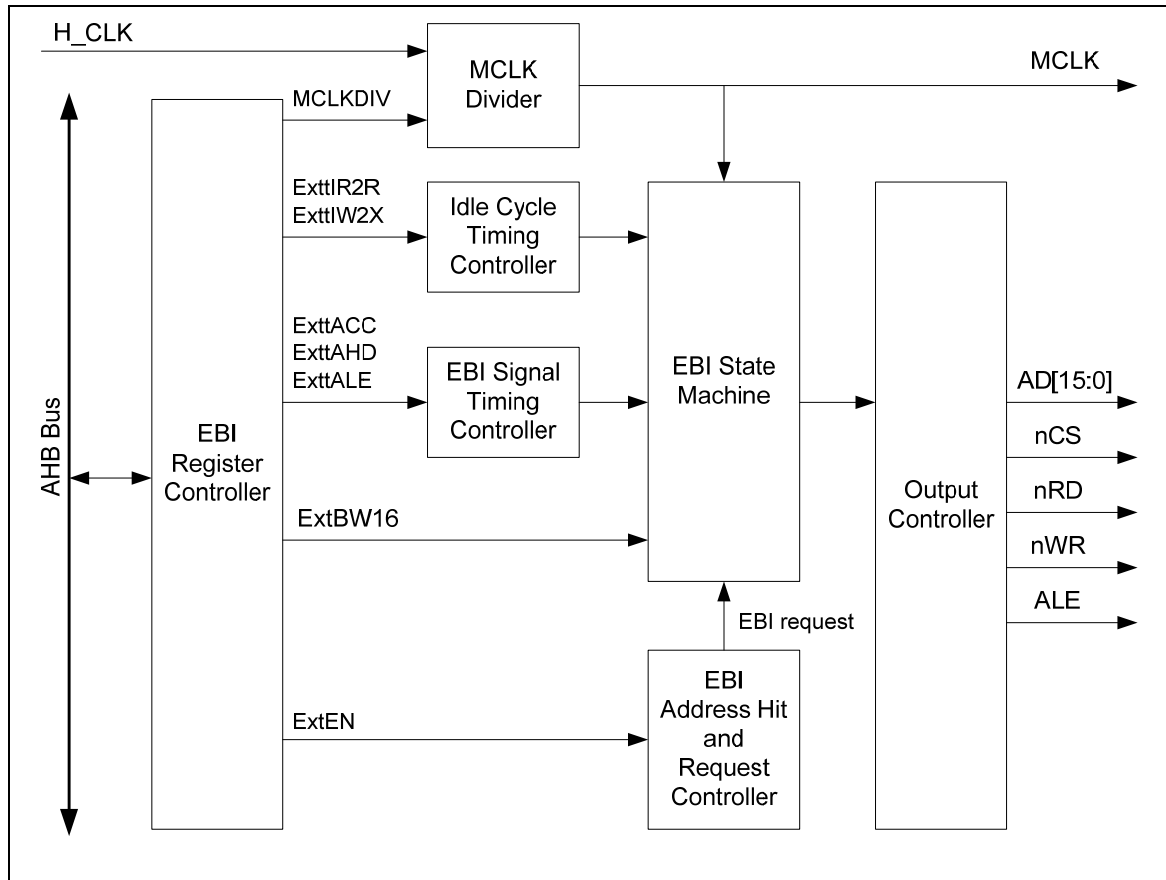 H_CLK
MCLK
Divider
MCLK
MCLKDIV
ExttIR2R
ExttIW2X
Idle Cycle
Timing
Controller
ExttACC
ExttAHD
ExttALE
EBI Signal
Timing
Controller
EBI State
Machine
AHB Bus
EBI
Register
Controller
ExtBW16
Output
Controller
AD[15:0]
nCS
nRD
nWR
ALE
EBI request
ExtEN
EBI
Address Hit
and
Request
Controller